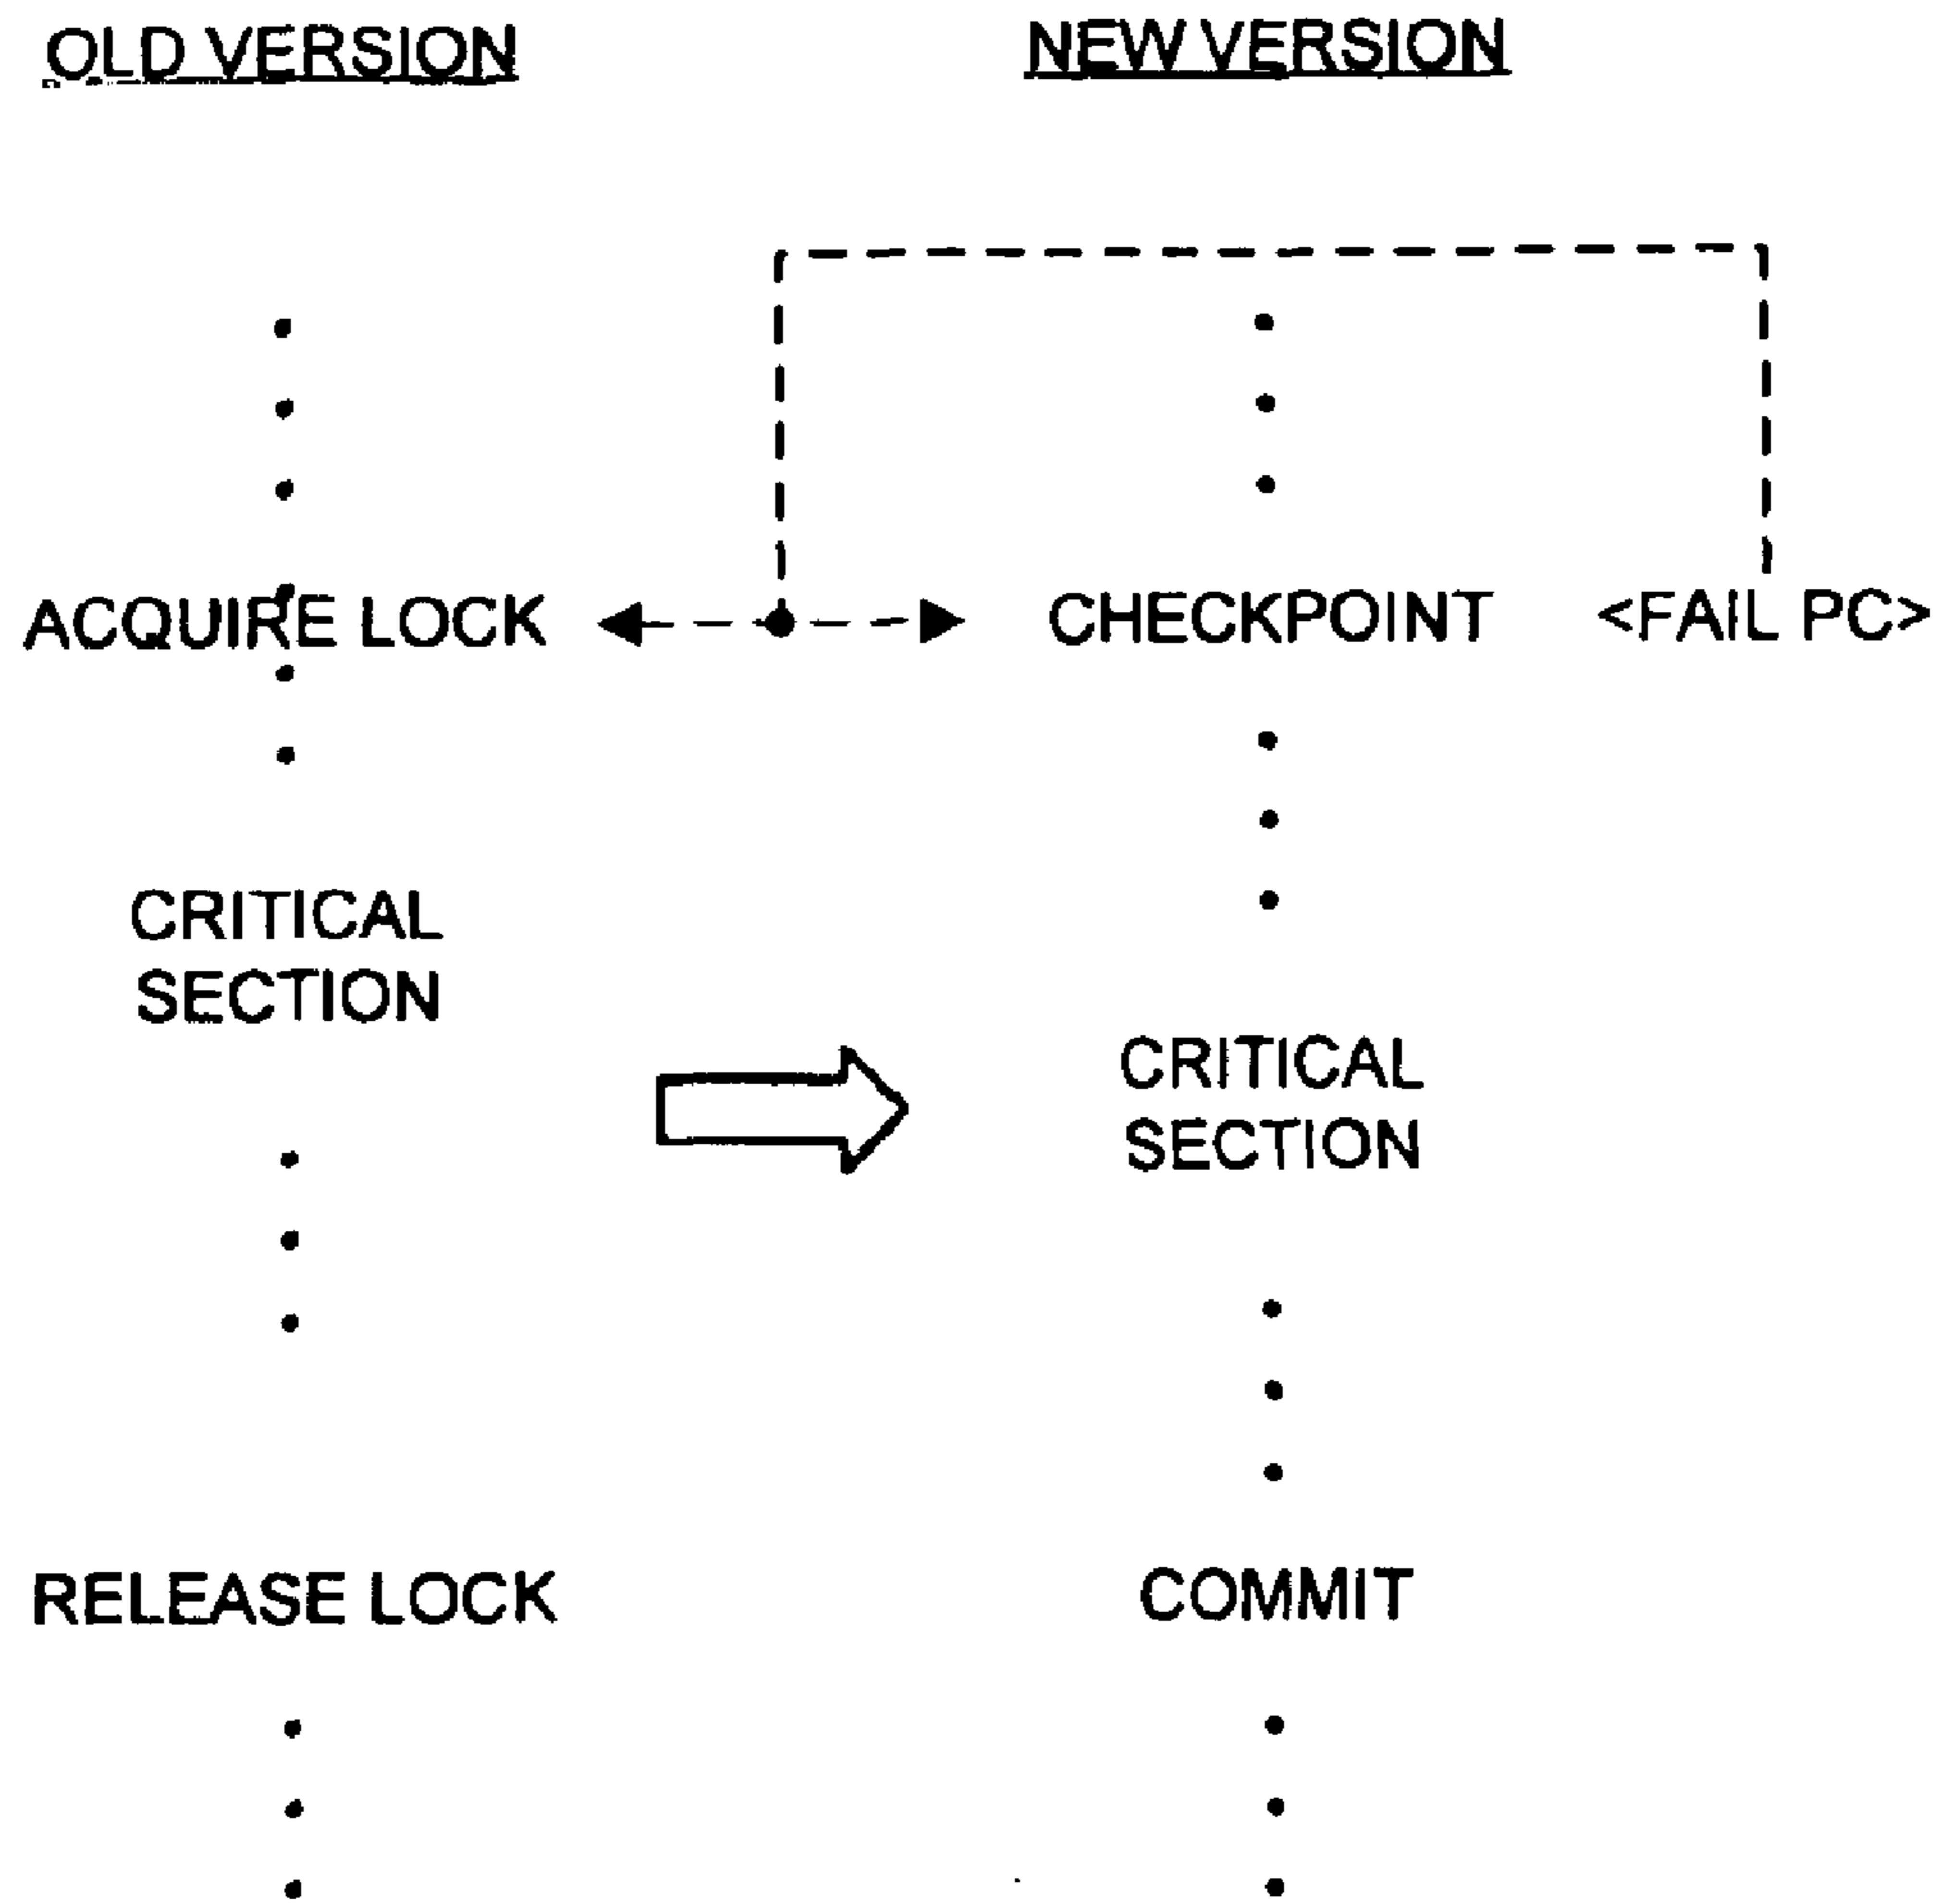 OLD VERSION
NEW VERSION
ACQUIRE LOCK
CHECKPOINT <FAIL PC>
CRITICAL
SECTION
CRITICAL
SECTION
RELEASE LOCK
COMMIT